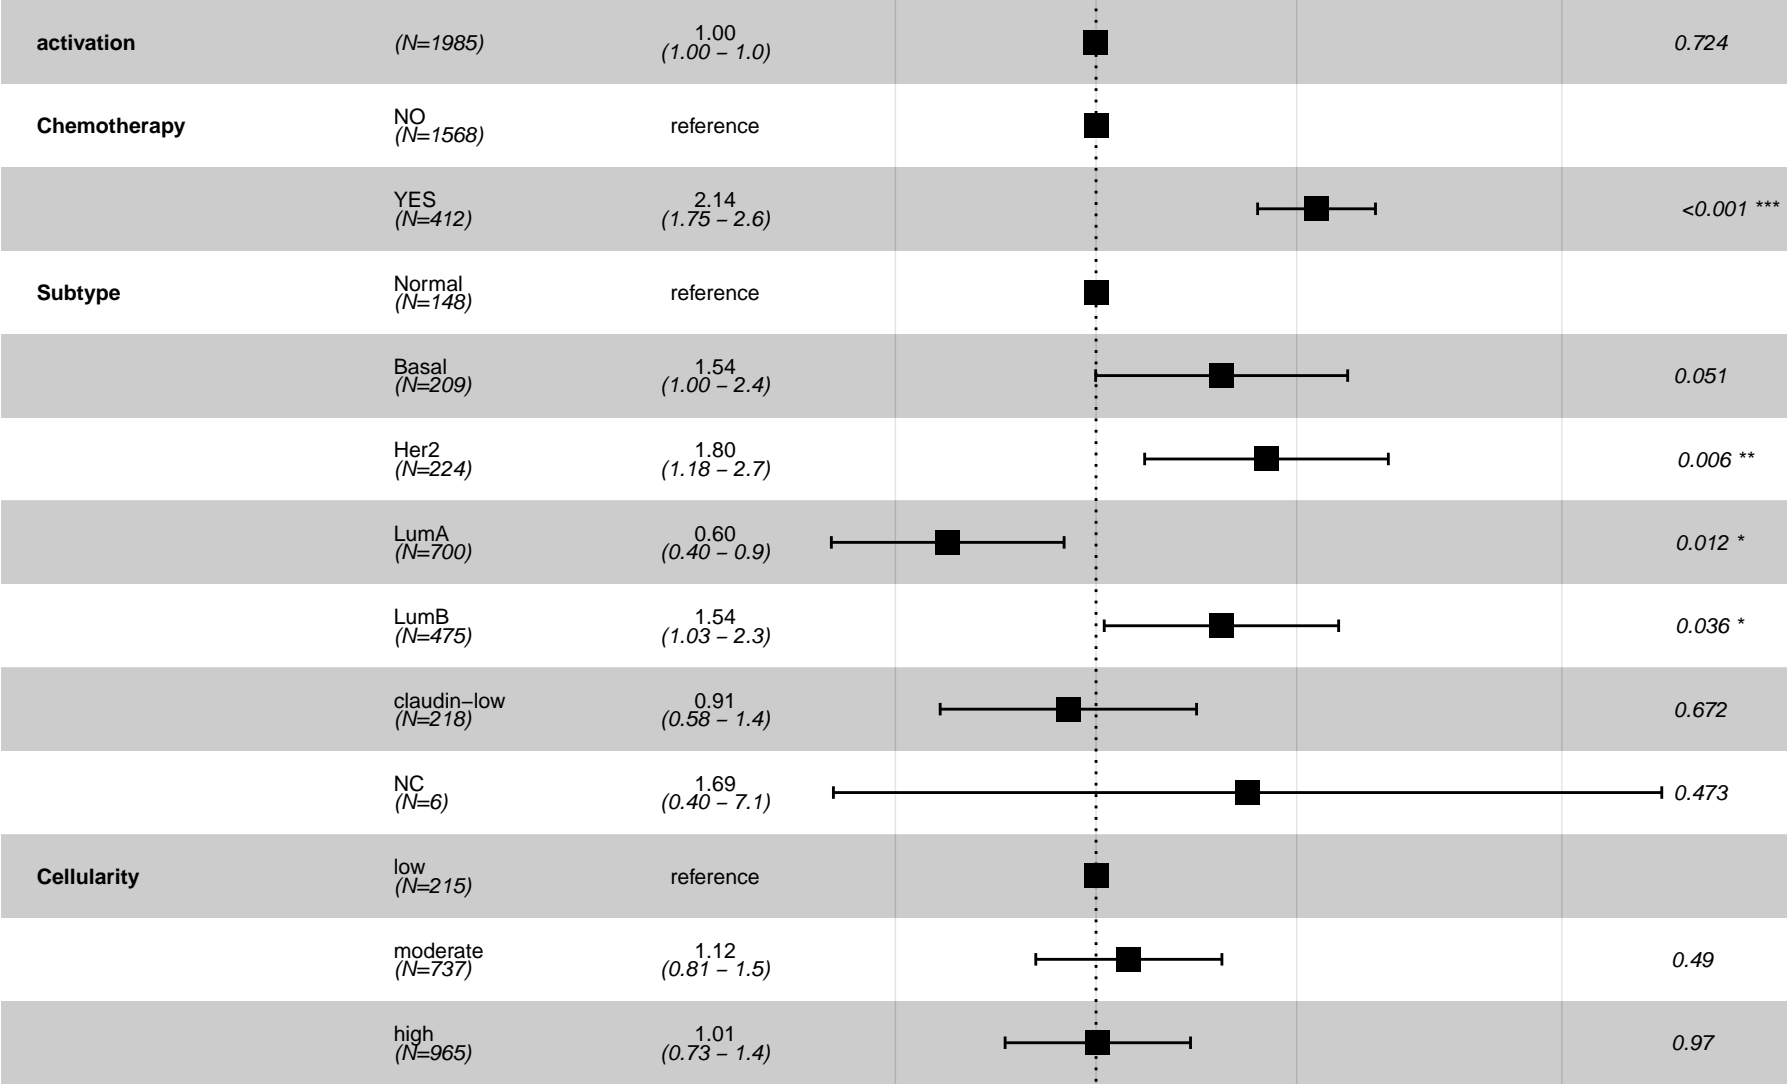 activation (N=1985) 1.00 0.724
(1.00 – 1.0)
Chemotherapy NO reference
(N=1568)
YES 2.14 <0.001 ***
(N=412) (1.75 – 2.6)
Subtype Normal reference
(N=148)
Basal 1.54 0.051
(N=209) (1.00 – 2.4)
Her2 1.80 0.006 **
(N=224) (1.18 – 2.7)
LumA 0.60 0.012 *
(N=700) (0.40 – 0.9)
LumB 1.54 0.036 *
(N=475) (1.03 – 2.3)
claudin–low 0.91 0.672
(N=218) (0.58 – 1.4)
NC 1.69 0.473
(N=6) (0.40 – 7.1)
Cellularity low reference
(N=215)
moderate 1.12 0.49
(N=737) (0.81 – 1.5)
high 1.01 0.97
(N=965) (0.73 – 1.4)